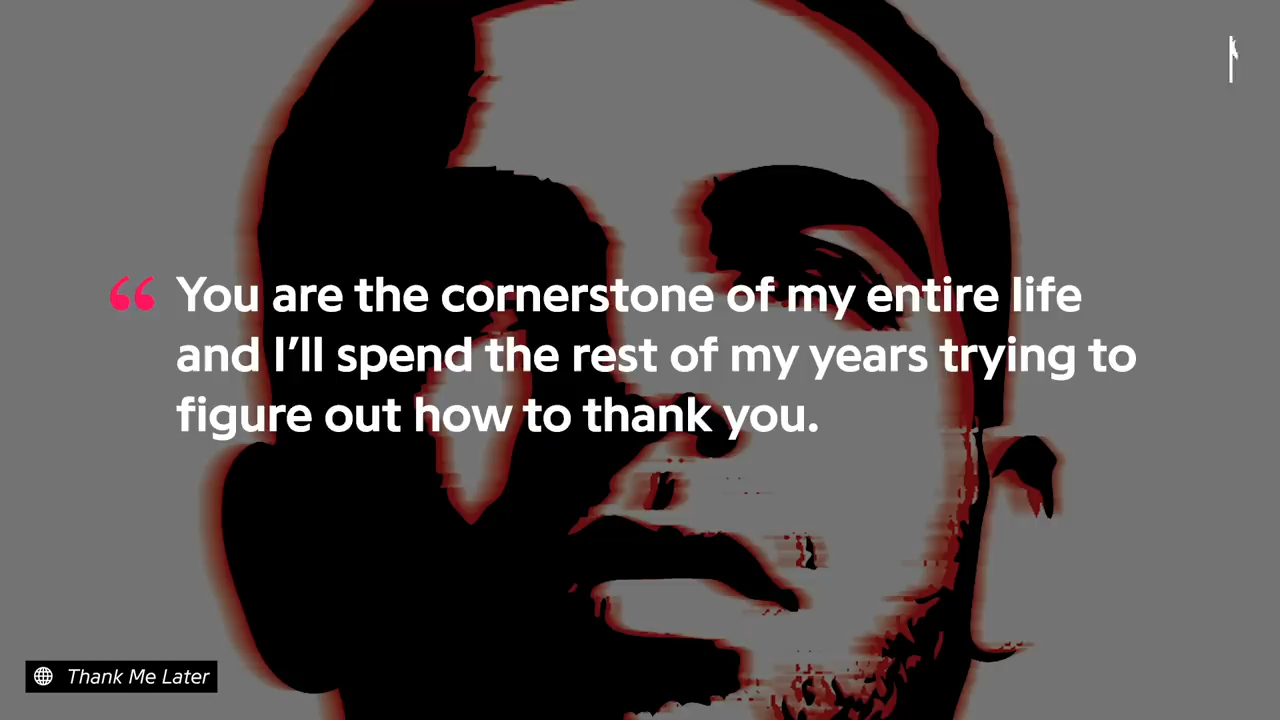 “ You are the cornerstone of my entire life
and I’ll spend the rest of my years trying to
figure out how to thank you.
Thank Me Later